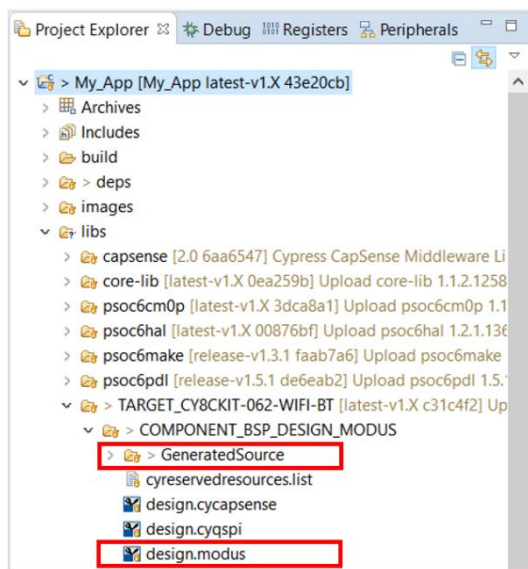 Project Explorer Debug Registers Peripherals
> My_App [My_App latest-v1.X 43e20cb]
Archives
Includes
build
> deps
images
libs
capsense [2.0 6aa6547] Cypress CapSense Middleware Li
core-lib [latest-v1.X 0ea259b] Upload core-lib 1.1.2.1258
psoc6cm0p [latest-v1.X 3dca8a1] Upload psoc6cm0p 1.1
psoc6hal [latest-v1.X 00876bf] Upload psoc6hal 1.2.1.136
psoc6make [release-v1.3.1 faab7a6] Upload psoc6make
psoc6pdl [release-v1.5.1 de6eab2] Upload psoc6pdl 1.5.
> TARGET_CY8CKIT-062-WIFI-BT [latest-v1.X c31c4f2] Up
> COMPONENT_BSP_DESIGN_MODUS
> GeneratedSource
cyreservedresources.list
design.cycapsense
design.cyqspi
design.modus